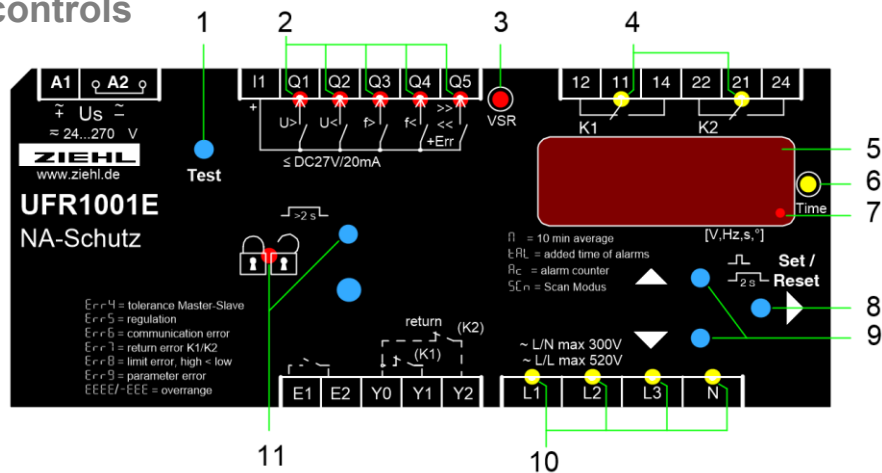 controls
1 2 3 4
A1 A2
I1 Q1 Q2 Q3 Q4 Q5
12 11 14 22 21 24
+ Us
≂ 24...270 V
ZIEHL
www.ziehl.de
Test
+ U> U< f> f< >> <<
+Err
≤ DC27V/20mA
VSR
K1 K2
5
6
Time
7
UFR1001E
NA-Schutz
>2 s
[V,Hz,s,°]
n = 10 min average
tAL = added time of alarms
Ac = alarm counter
SCn = Scan Modus
2 s
Set /
Reset
8
9
Err4 = tolerance Master-Slave
Err5 = regulation
Err6 = communication error
Err7 = return error K1/K2
Err8 = limit error, high < low
Err9 = parameter error
EEEE/-EEE = overrange
return
(K2)
(K1)
~ L/N max 300V
~ L/L max 520V
E1 E2 Y0 Y1 Y2
L1 L2 L3 N
11
10